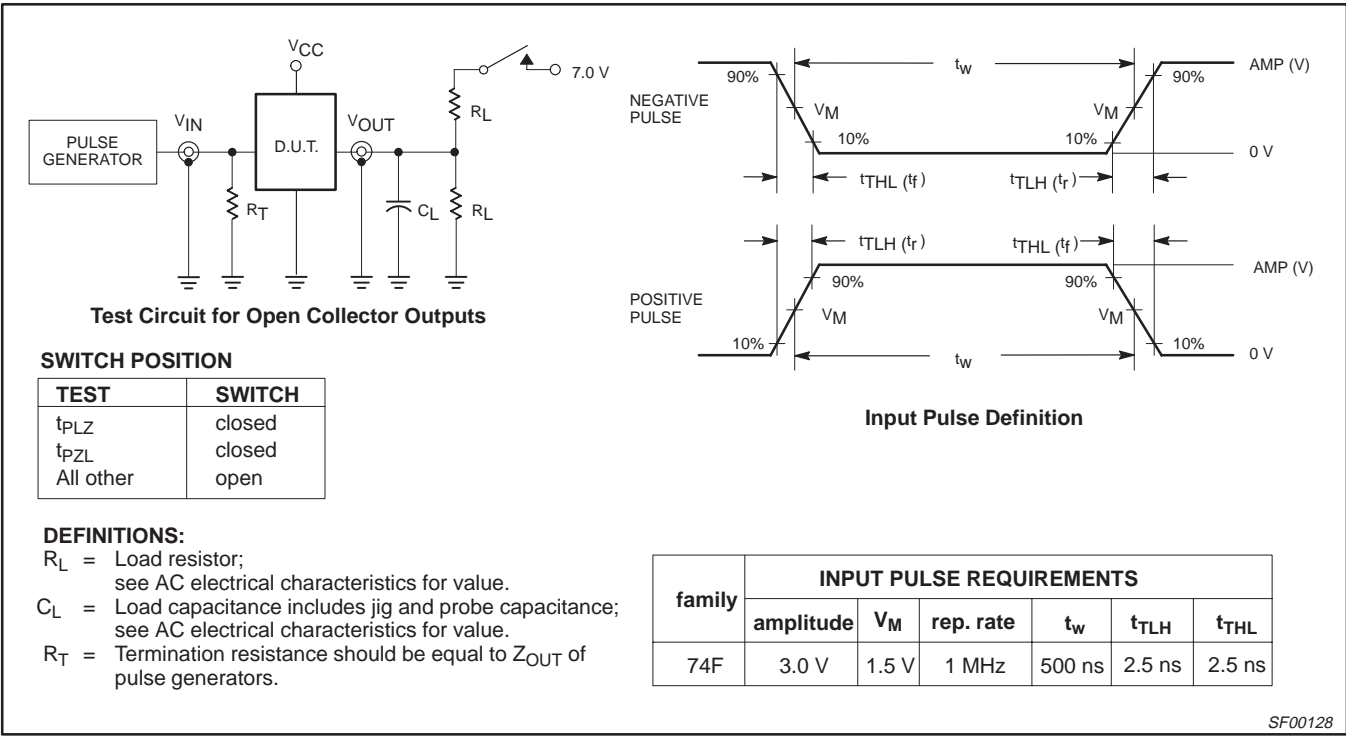 VCC
7.0 V
RL
VIN
VOUT
PULSE
GENERATOR
D.U.T.
RT
CL
RL
Test Circuit for Open Collector Outputs
SWITCH POSITION
TEST SWITCH
tPLZ closed
tPZL closed
All other open
DEFINITIONS:
RL = Load resistor;
see AC electrical characteristics for value.
CL = Load capacitance includes jig and probe capacitance;
see AC electrical characteristics for value.
RT = Termination resistance should be equal to ZOUT of
pulse generators.
NEGATIVE
PULSE
90% tW 90% AMP (V)
VM VM
10% 10% 0 V
tTHL (tf) tTLH (tr)
tTLH (tr) tTHL (tf)
AMP (V)
90% 90%
POSITIVE
PULSE
VM VM
10% tW 10% 0 V
Input Pulse Definition
family INPUT PULSE REQUIREMENTS
amplitude VM rep. rate tw tTLH tTHL
74F 3.0 V 1.5 V 1 MHz 500 ns 2.5 ns 2.5 ns
SF00128